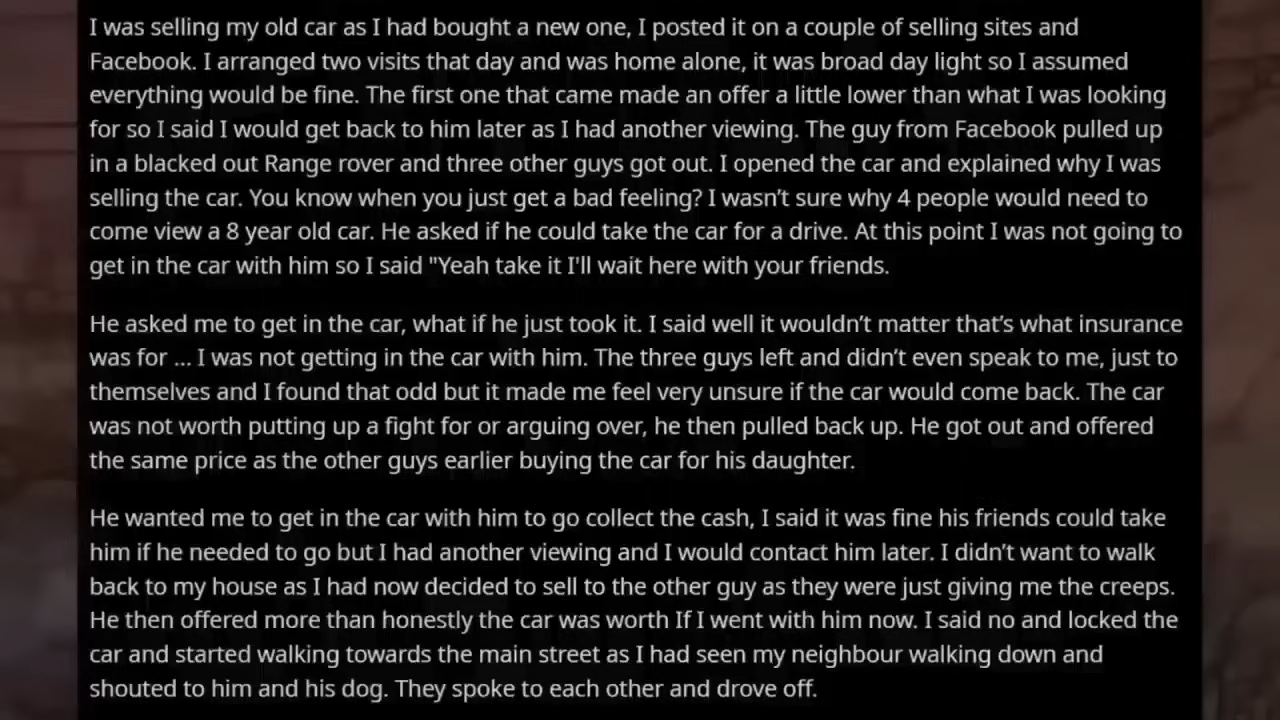 I was selling my old car as I had bought a new one, I posted it on a couple of selling sites and
Facebook. I arranged two visits that day and was home alone, it was broad day light so I assumed
everything would be fine. The first one that came made an offer a little lower than what I was looking
for so I said I would get back to him later as I had another viewing. The guy from Facebook pulled up
in a blacked out Range rover and three other guys got out. I opened the car and explained why I was
selling the car. You know when you just get a bad feeling? I wasn’t sure why 4 people would need to
come view a 8 year old car. He asked if he could take the car for a drive. At this point I was not going to
get in the car with him so I said "Yeah take it I'll wait here with your friends.
He asked me to get in the car, what if he just took it. I said well it wouldn’t matter that’s what insurance
was for ... I was not getting in the car with him. The three guys left and didn’t even speak to me, just to
themselves and I found that odd but it made me feel very unsure if the car would come back. The car
was not worth putting up a fight for or arguing over, he then pulled back up. He got out and offered
the same price as the other guys earlier buying the car for his daughter.
He wanted me to get in the car with him to go collect the cash, I said it was fine his friends could take
him if he needed to go but I had another viewing and I would contact him later. I didn’t want to walk
back to my house as I had now decided to sell to the other guy as they were just giving me the creeps.
He then offered more than honestly the car was worth If I went with him now. I said no and locked the
car and started walking towards the main street as I had seen my neighbour walking down and
shouted to him and his dog. They spoke to each other and drove off.